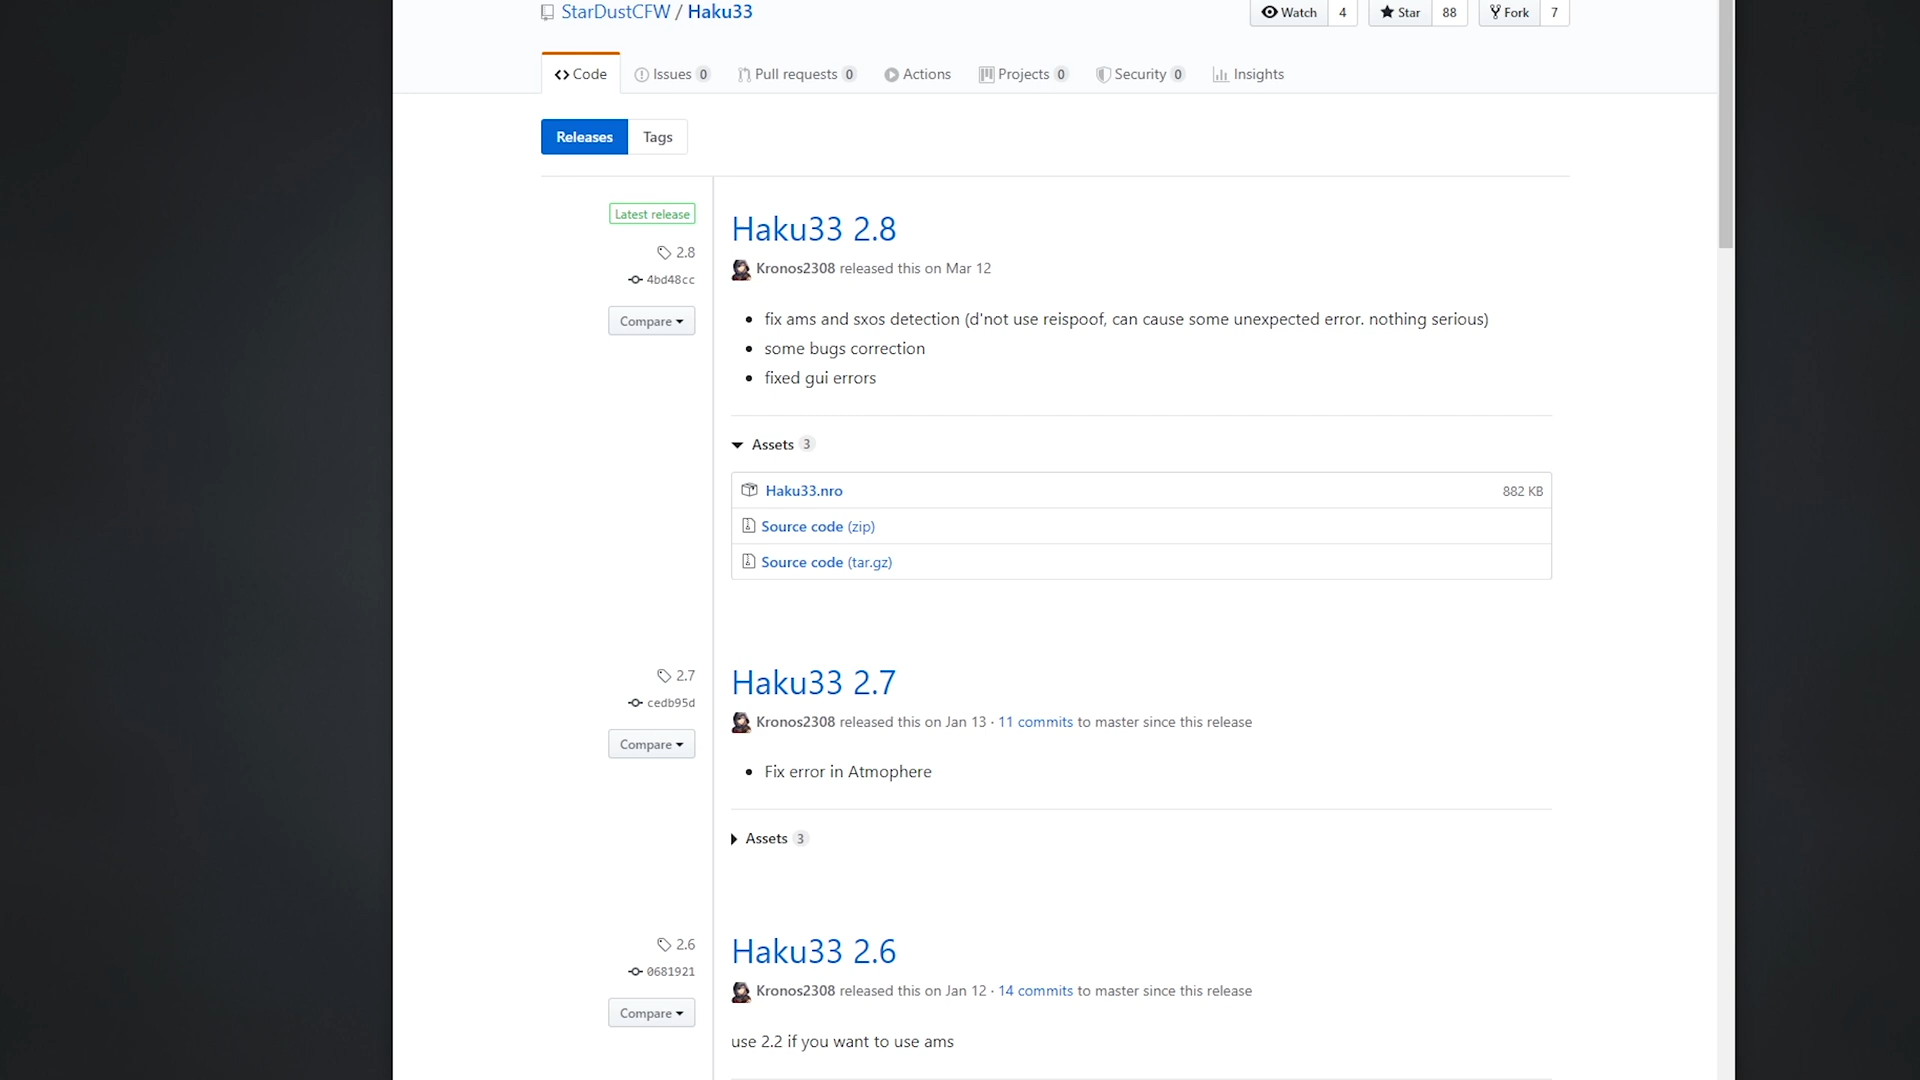 StarDustCFW / Haku33
Watch 4 Star 88 Fork 7
Code Issues 0 Pull requests 0 Actions Projects 0 Security 0 Insights
Releases Tags
Latest release
2.8
4bd48cc
Compare
Haku33 2.8
Kronos2308 released this on Mar 12
fix ams and sxos detection (d'not use reispoof, can cause some unexpected error. nothing serious)
some bugs correction
fixed gui errors
Assets 3
Haku33.nro 882 KB
Source code (zip)
Source code (tar.gz)
2.7
cedb95d
Compare
Haku33 2.7
Kronos2308 released this on Jan 13 · 11 commits to master since this release
Fix error in Atmophere
Assets 3
2.6
0681921
Compare
Haku33 2.6
Kronos2308 released this on Jan 12 · 14 commits to master since this release
use 2.2 if you want to use ams